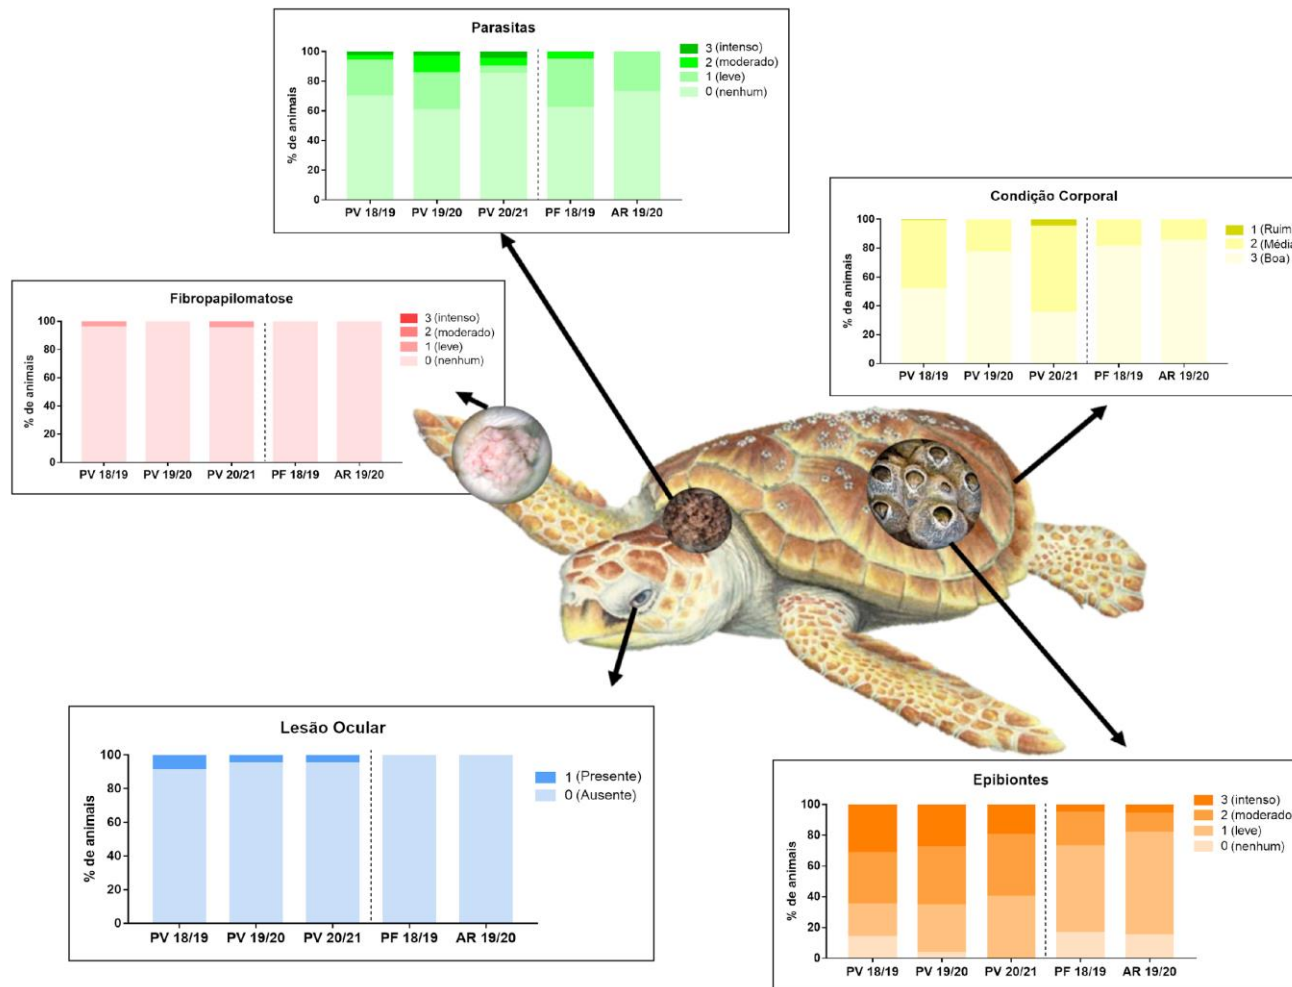 Parasitas
% de animais
100
80
60
40
20
0
PV 18/19 PV 19/20 PV 20/21 PF 18/19 AR 19/20
3 (intenso)
2 (moderado)
1 (leve)
0 (nenhum)
Condição Corporal
% de animais
100
80
60
40
20
0
PV 18/19 PV 19/20 PV 20/21 PF 18/19 AR 19/20
1 (Ruim
2 (Média
3 (Boa)
Fibropapilomatose
% de animais
100
80
60
40
20
0
PV 18/19 PV 19/20 PV 20/21 PF 18/19 AR 19/20
3 (intenso)
2 (moderado)
1 (leve)
0 (nenhum)
Lesão Ocular
% de animais
100
80
60
40
20
0
PV 18/19 PV 19/20 PV 20/21 PF 18/19 AR 19/20
1 (Presente)
0 (Ausente)
Epibiontes
% de animais
100
80
60
40
20
0
PV 18/19 PV 19/20 PV 20/21 PF 18/19 AR 19/20
3 (intenso)
2 (moderado
1 (leve)
0 (nenhum)